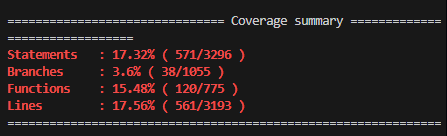 =============================== Coverage summary =============
==================
Statements   : 17.32% ( 571/3296 )
Branches     : 3.6% ( 38/1055 )
Functions    : 15.48% ( 120/775 )
Lines        : 17.56% ( 561/3193 )
==============================================================